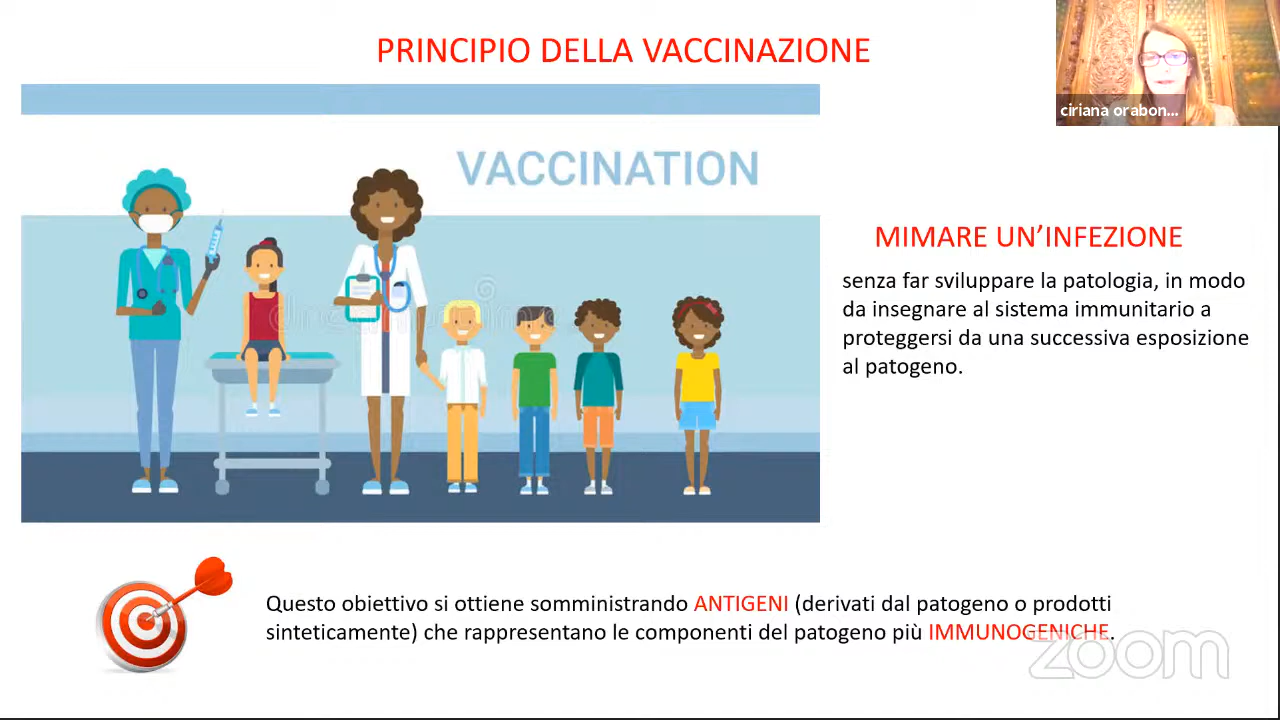 PRINCIPIO DELLA VACCINAZIONE
ciriana orabon...
VACCINATION
MIMARE UN’INFEZIONE
senza far sviluppare la patologia, in modo
da insegnare al sistema immunitario a
proteggersi da una successiva esposizione
al patogeno.
Questo obiettivo si ottiene somministrando ANTIGENI (derivati dal patogeno o prodotti
sinteticamente) che rappresentano le componenti del patogeno più IMMUNOGENICHE.
zoom